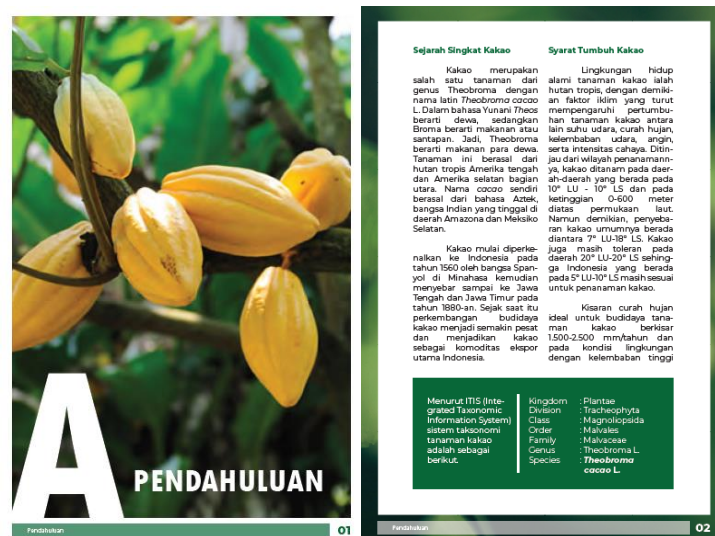 A PENDAHULUAN
Pendahuluan
01
Sejarah Singkat Kakao
Kakao merupakan
salah satu tanaman dari
genus Theobroma dengan
nama latin Theobroma cacao
L. Dalam bahasa Yunani Theos
berarti dewa, sedangkan
Broma berarti makanan atau
santapan. Jadi, Theobroma
berarti makanan para dewa.
Tanaman ini berasal dari
hutan tropis Amerika tengah
dan Amerika selatan bagian
utara. Nama cacao sendiri
berasal dari bahasa Aztek,
bangsa Indian yang tinggal di
daerah Amazona dan Meksiko
Selatan.
Kakao mulai diperke-
nalkan ke Indonesia pada
tahun 1560 oleh bangsa Span-
yol di Minahasa kemudian
menyebar sampai ke Jawa
Tengah dan Jawa Timur pada
tahun 1880-an. Sejak saat itu
perkembangan budidaya
kakao menjadi semakin pesat
dan menjadikan kakao
sebagai komoditas ekspor
utama Indonesia.
Syarat Tumbuh Kakao
Lingkungan hidup
alami tanaman kakao ialah
hutan tropis, dengan demiki-
an faktor iklim yang turut
mempengaruhi pertumbu-
han tanaman kakao antara
lain suhu udara, curah hujan,
kelembaban udara, angin,
serta intensitas cahaya. Ditin-
jau dari wilayah penanamann-
ya, kakao ditanam pada daer-
ah-daerah yang berada pada
10° LU - 10° LS dan pada
ketinggian 0-600 meter
diatas permukaan laut.
Namun demikian, penyeba-
ran kakao umumnya berada
diantara 7° LU-18° LS. Kakao
juga masih toleran pada
daerah 20° LU-20° LS sehing-
ga Indonesia yang berada
pada 5° LU-10° LS masih sesuai
untuk penanaman kakao.
Kisaran curah hujan
ideal untuk budidaya tana-
man kakao berkisar
1.500-2.500 mm/tahun dan
pada kondisi lingkungan
dengan kelembaban tinggi
Menurut ITIS (Inte-
grated Taxonomic
Information System)
sistem taksonomi
tanaman kakao
adalah sebagai
berikut.
Kingdom : Plantae
Division : Tracheophyta
Class : Magnoliopsida
Order : Malvales
Family : Malvaceae
Genus : Theobroma L.
Species : Theobroma
cacao L.
Pendahuluan
02